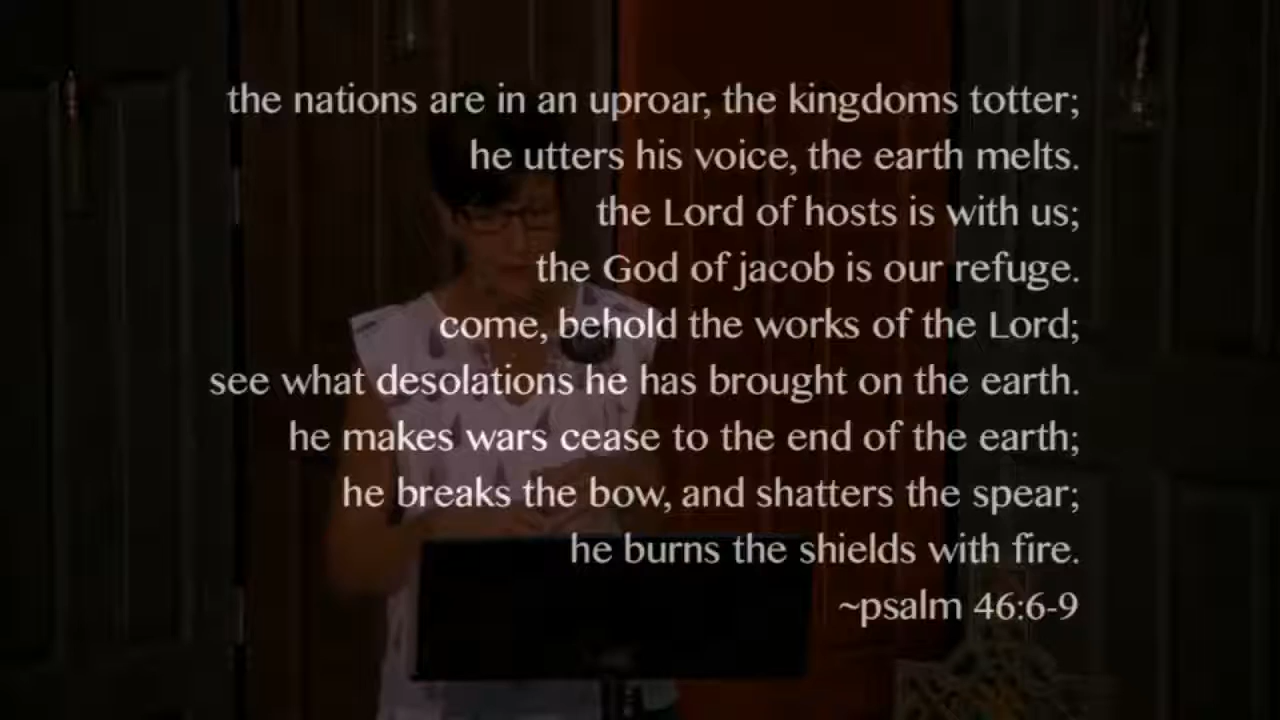 the nations are in an uproar, the kingdoms totter;
he utters his voice, the earth melts.
the Lord of hosts is with us;
the God of jacob is our refuge.
come, behold the works of the Lord;
see what desolations he has brought on the earth.
he makes wars cease to the end of the earth;
he breaks the bow, and shatters the spear;
he burns the shields with fire.
~psalm 46:6-9